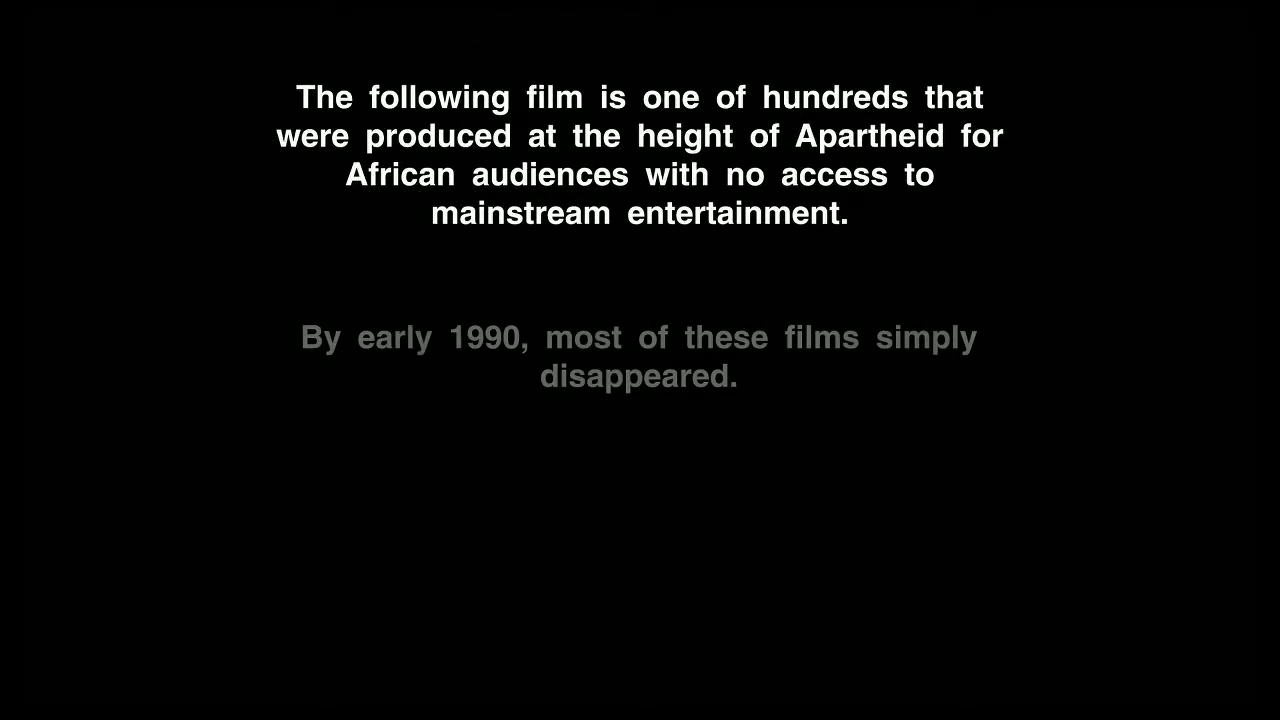 The following film is one of hundreds that
were produced at the height of Apartheid for
African audiences with no access to
mainstream entertainment.
By early 1990, most of these films simply
disappeared.